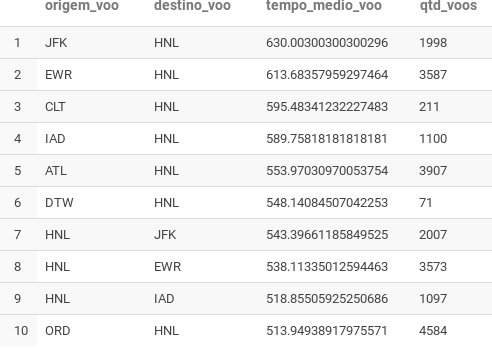 origem_voo destino_voo tempo_medio_voo qtd_voos
1 JFK HNL 630.00300300300296 1998
2 EWR HNL 613.68357959297464 3587
3 CLT HNL 595.48341232227483 211
4 IAD HNL 589.75818181818181 1100
5 ATL HNL 553.97030970053754 3907
6 DTW HNL 548.14084507042253 71
7 HNL JFK 543.39661185849525 2007
8 HNL EWR 538.11335012594463 3573
9 HNL IAD 518.85505925250686 1097
10 ORD HNL 513.94938917975571 4584